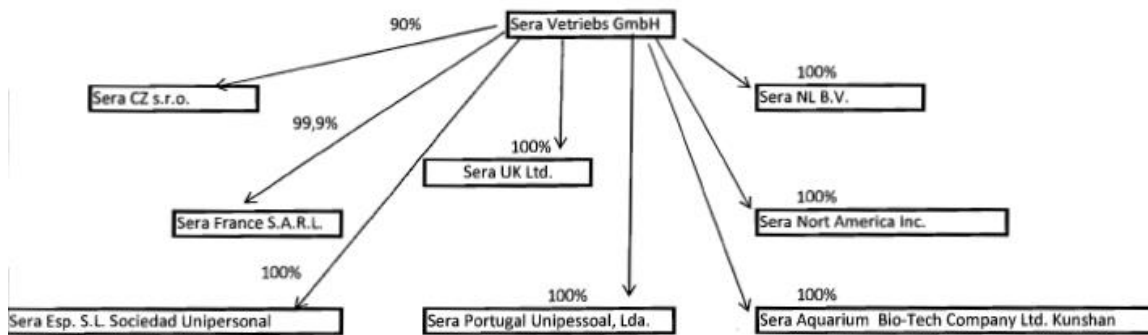 90%
Sera Vetriebs GmbH
100%
Sera CZ s.r.o.
Sera NL B.V.
99,9%
100%
Sera UK Ltd.
100%
Sera France S.A.R.L.
Sera Nort America Inc.
100%
100%
100%
Sera Esp. S.L. Sociedad Unipersonal
Sera Portugal Unipessoal, Lda.
Sera Aquarium Bio-Tech Company Ltd. Kunshan